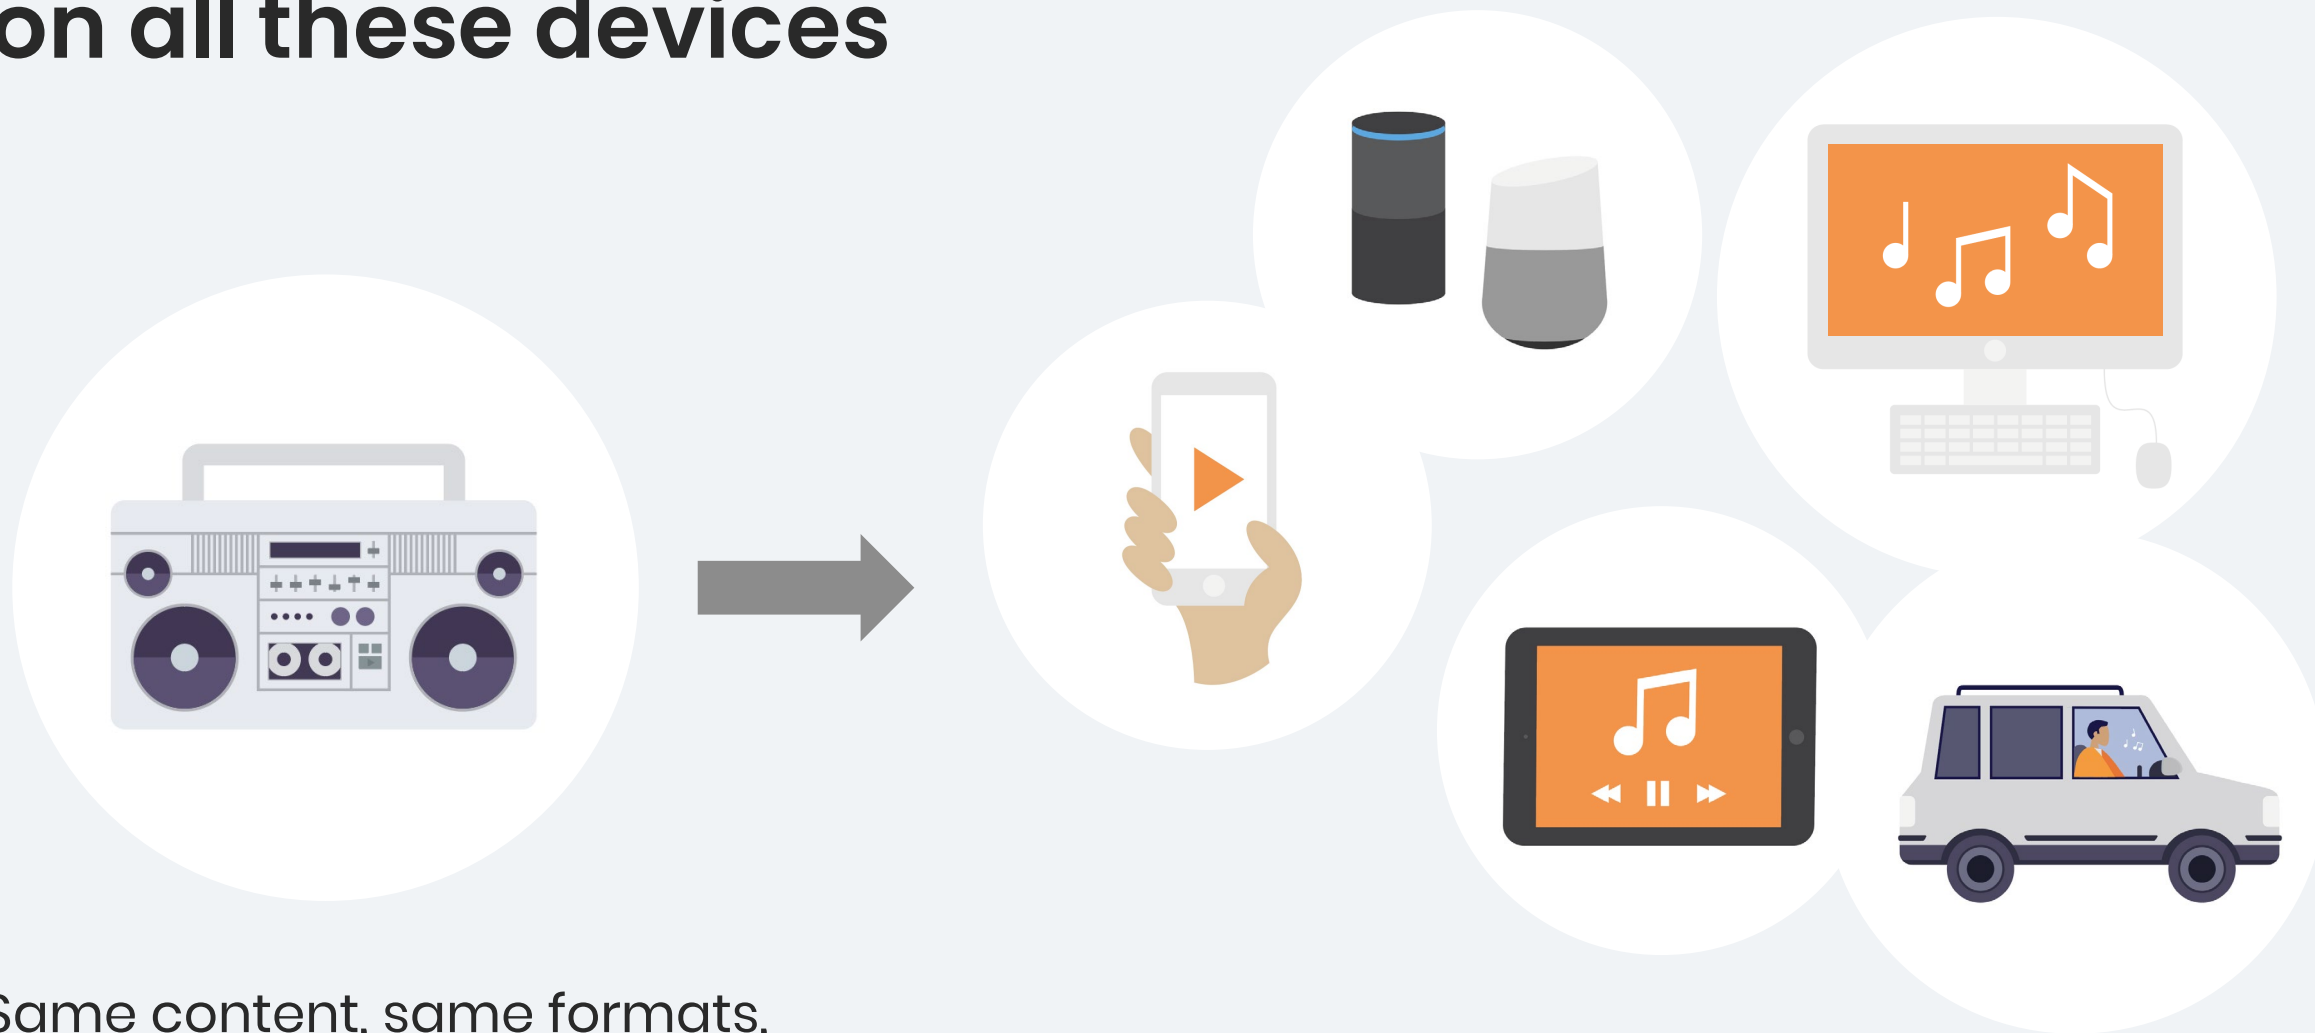 on all these devices
Same content, same formats,